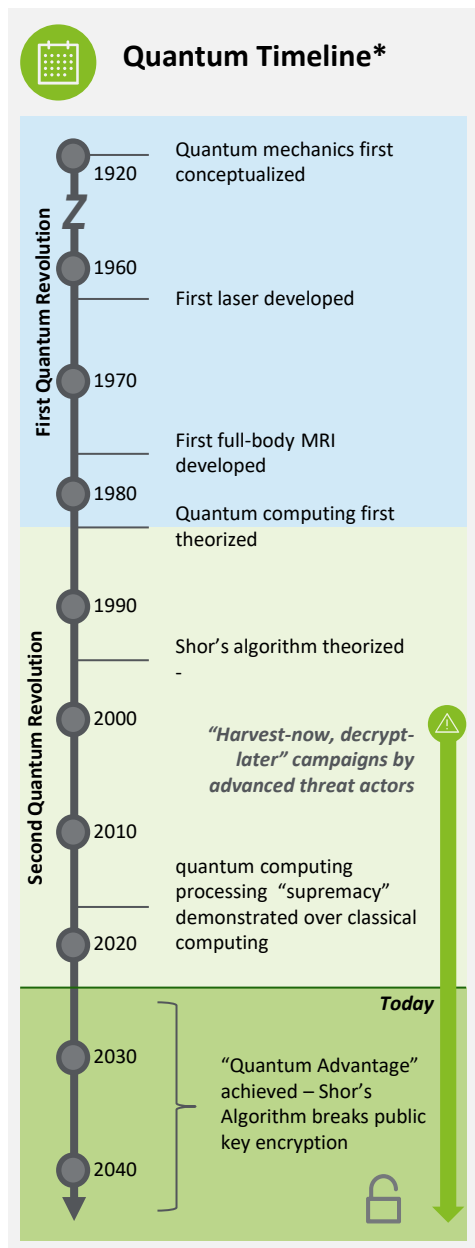 Quantum Timeline*
First Quantum Revolution
1920
Quantum mechanics first
conceptualized
1960
First laser developed
1970
First full-body MRI
developed
1980
Quantum computing first
theorized
Second Quantum Revolution
1990
Shor’s algorithm theorized
-
2000
“Harvest-now, decrypt-
later” campaigns by
advanced threat actors
2010
quantum computing
processing “supremacy”
demonstrated over classical
computing
2020
Today
2030
“Quantum Advantage”
achieved – Shor’s
Algorithm breaks public
key encryption
2040